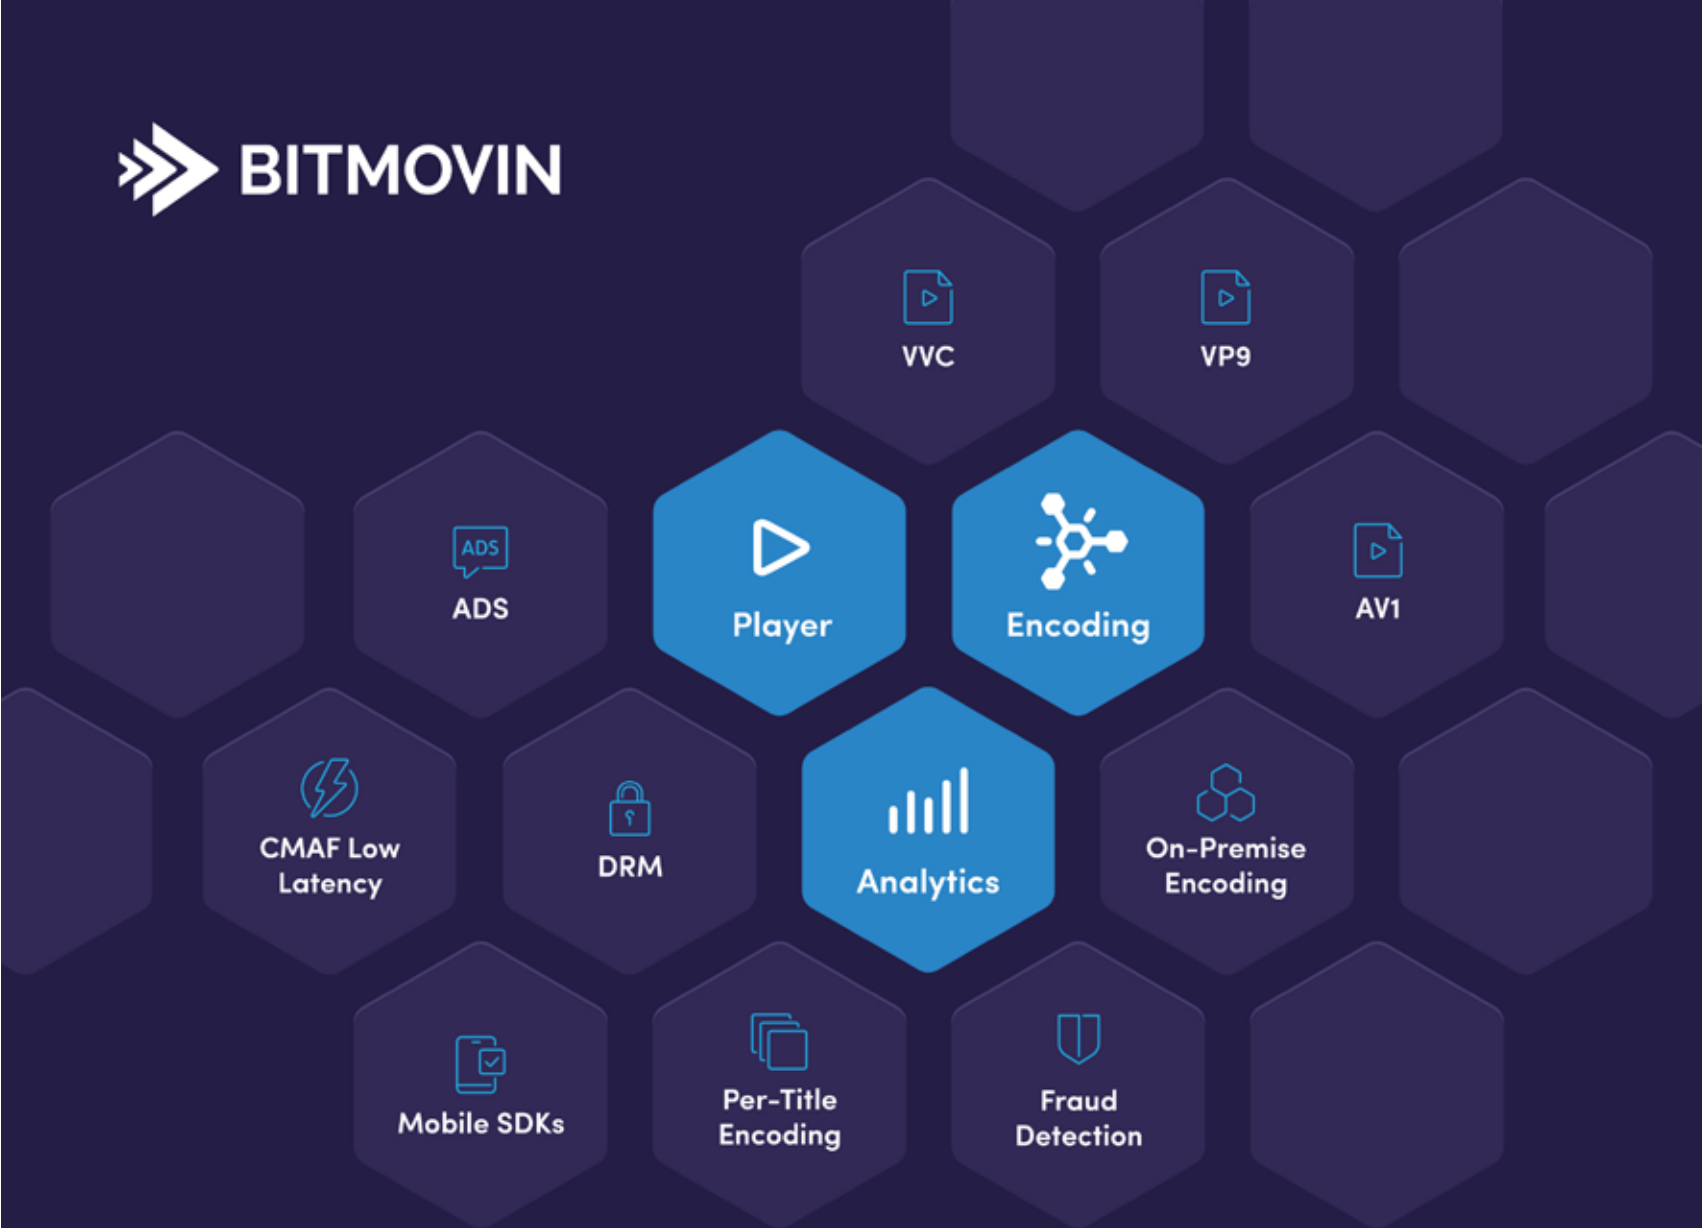 BITMOVIN
VVC
VP9
ADS
ADS
Player
Encoding
AV1
CMAF Low
Latency
DRM
Analytics
On-Premise
Encoding
Mobile SDKs
Per-Title
Encoding
Fraud
Detection